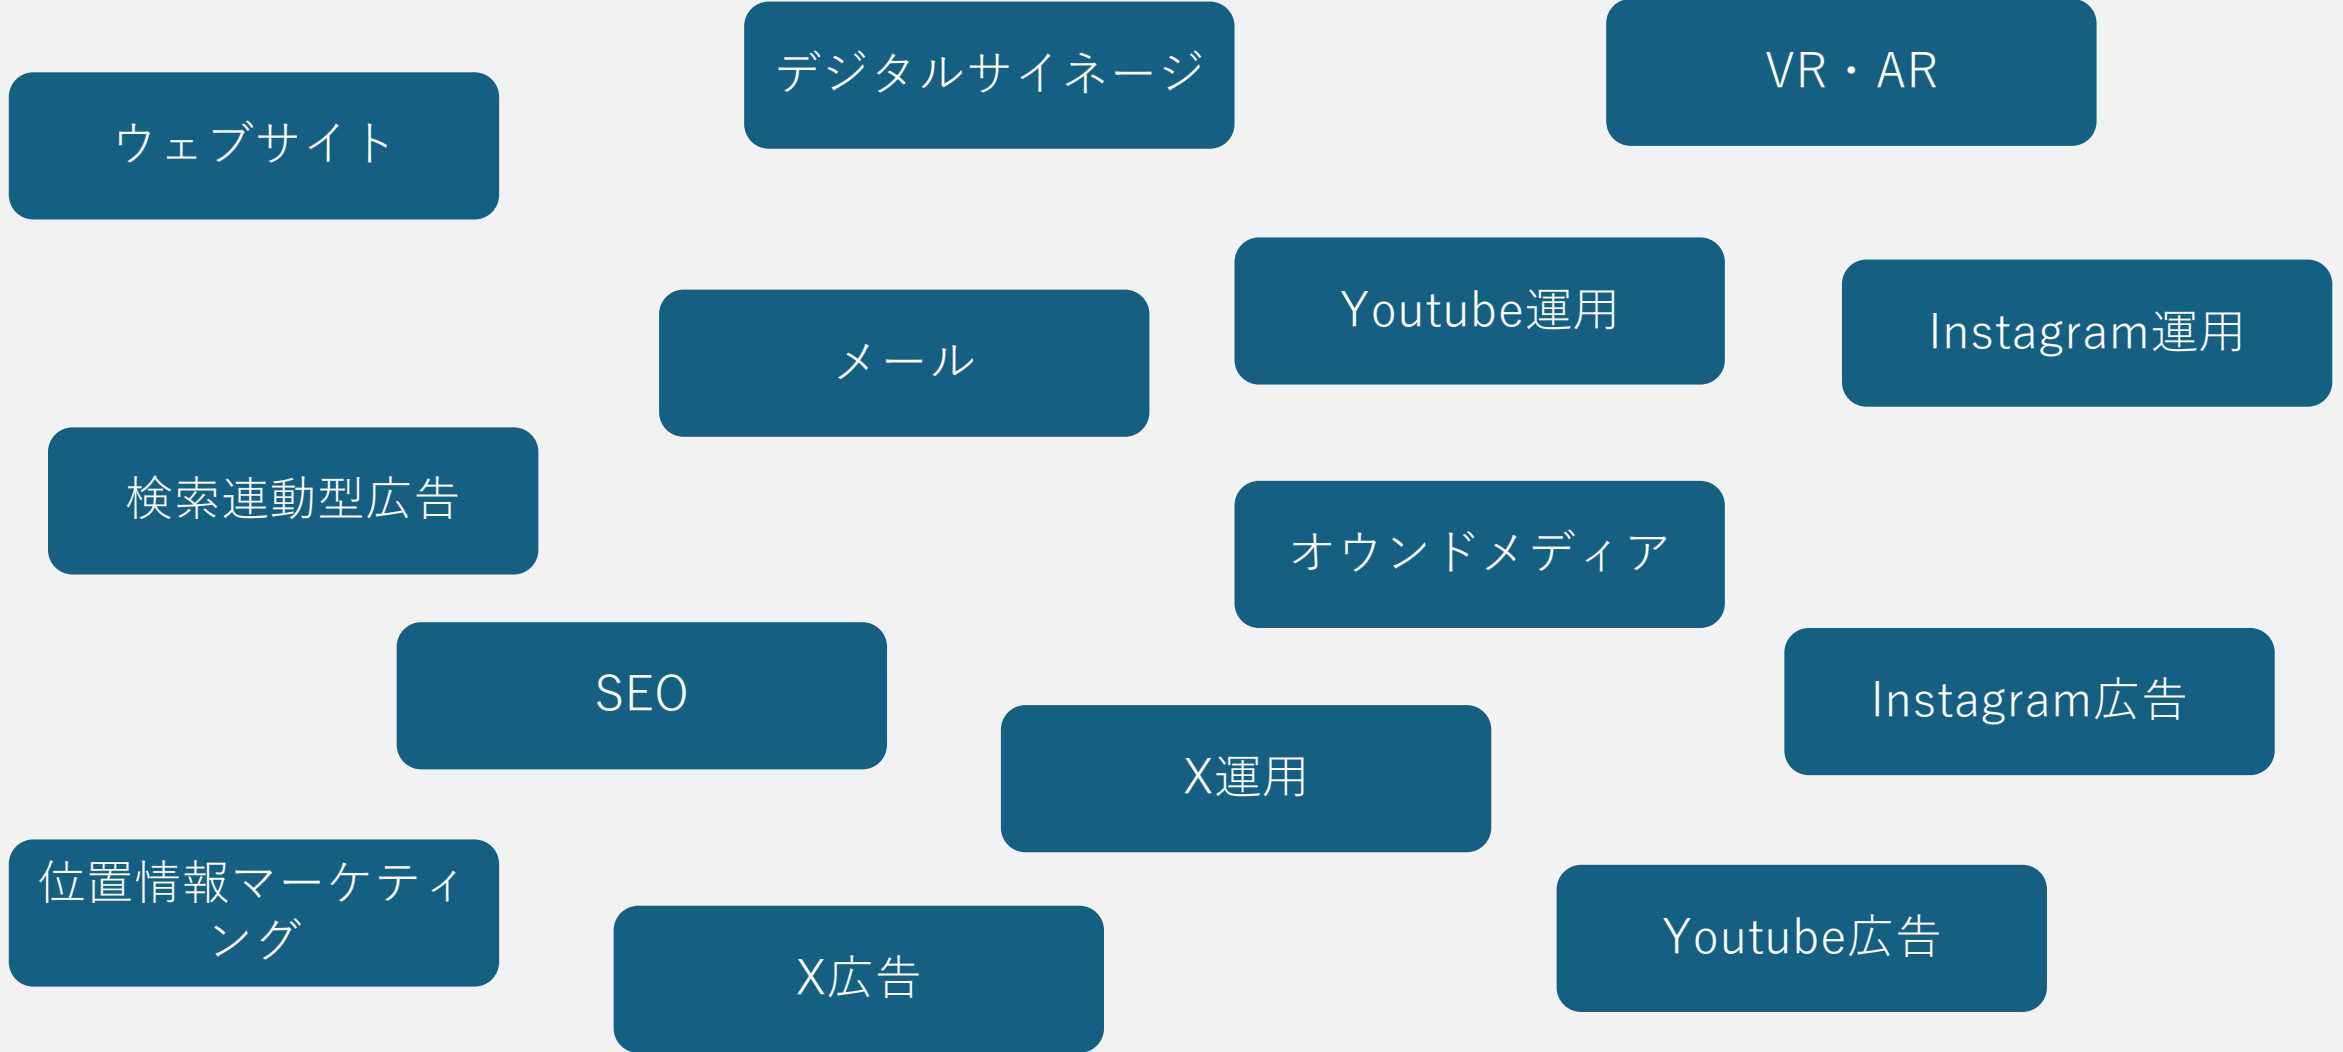 デジタルサイネージ
VR・AR
ウェブサイト
Youtube運用
Instagram運用
メール
検索連動型広告
オウンドメディア
SEO
Instagram広告
X運用
位置情報マーケティ
ング
Youtube広告
X広告